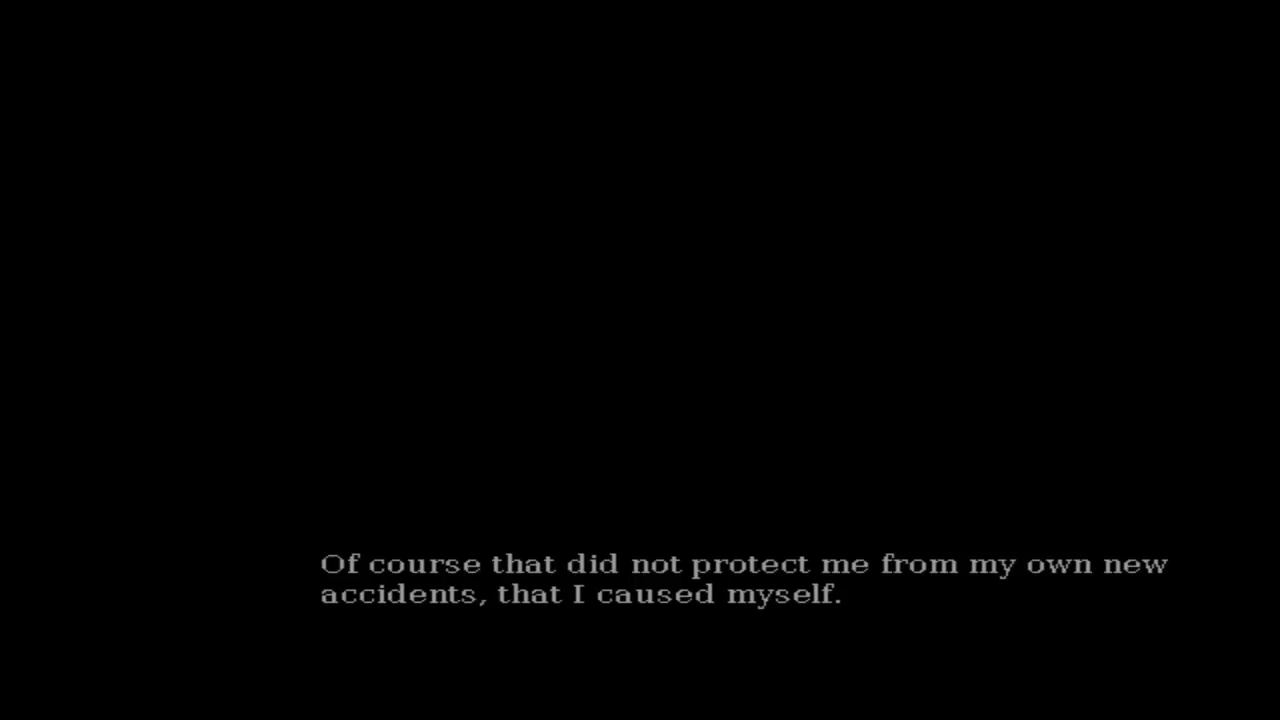 Of course that did not protect me from my own new
accidents, that I caused myself.